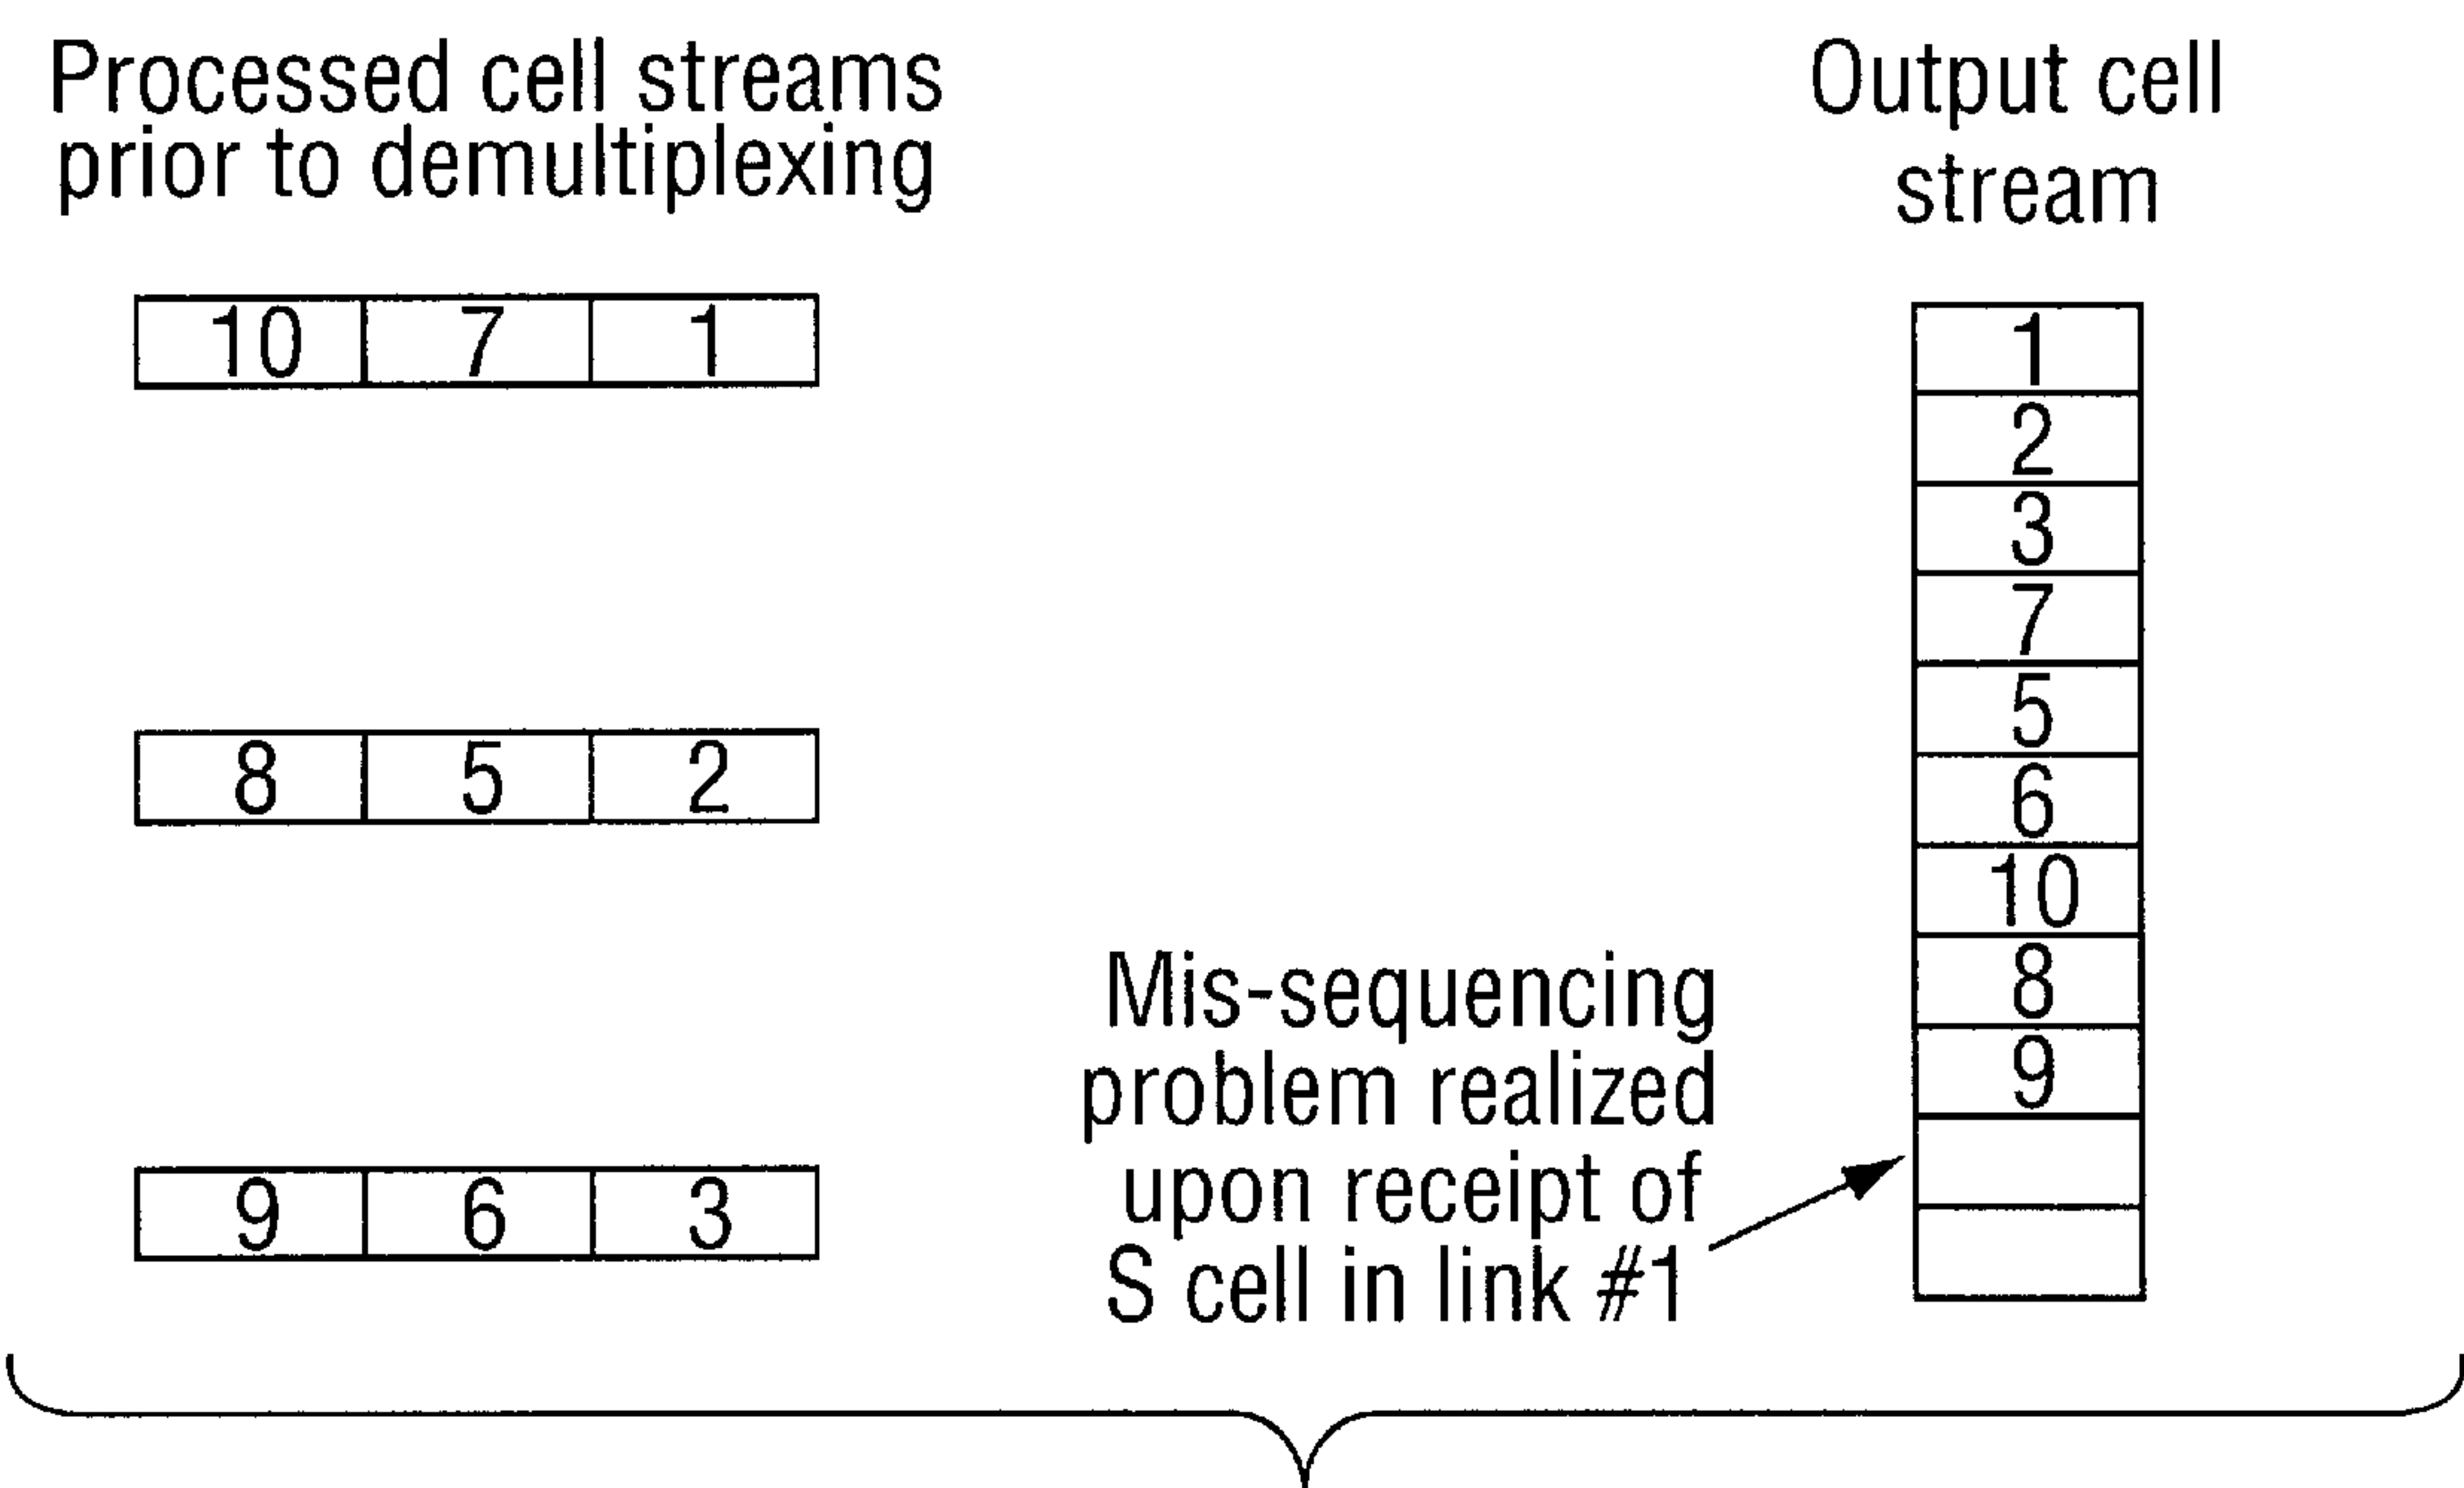 Processed cell streams
prior to demultiplexing
10 7 1
8 5 2
9 6 3
Mis-sequencing
problem realized
upon receipt of
S cell in link #1
Output cell
stream
1
2
3
7
5
6
10
8
9